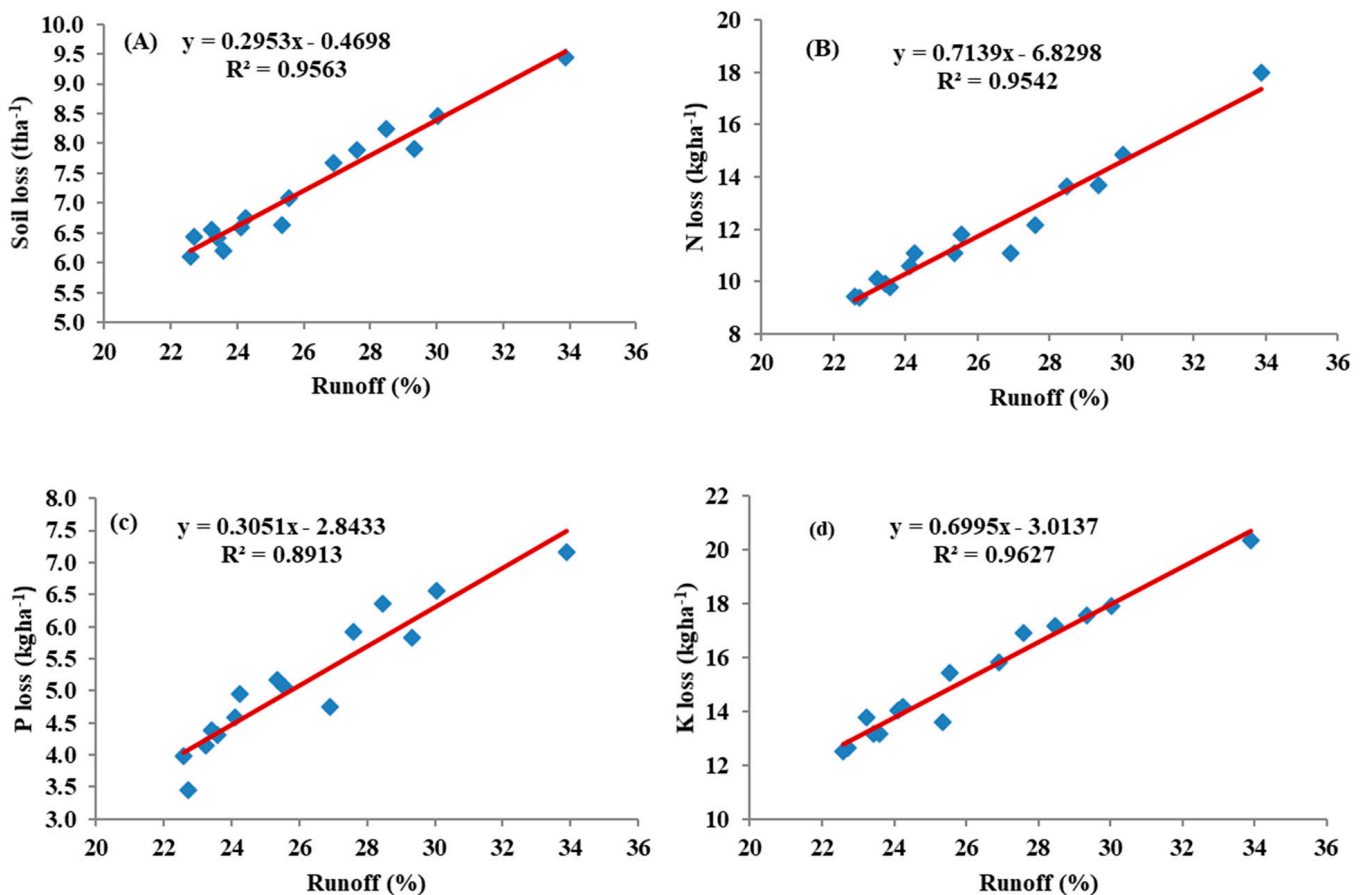 (A)
y = 0.2953x - 0.4698
R² = 0.9563
Soil loss (tha⁻¹)
10.0
9.5
9.0
8.5
8.0
7.5
7.0
6.5
6.0
5.5
5.0
20 22 24 26 28 30 32 34 36
Runoff (%)
(B)
y = 0.7139x - 6.8298
R² = 0.9542
N loss (kgha⁻¹)
20
18
16
14
12
10
8
20 22 24 26 28 30 32 34 36
Runoff (%)
(c)
y = 0.3051x - 2.8433
R² = 0.8913
P loss (kgha⁻¹)
8.0
7.5
7.0
6.5
6.0
5.5
5.0
4.5
4.0
3.5
3.0
20 22 24 26 28 30 32 34 36
Runoff (%)
(d)
y = 0.6995x - 3.0137
R² = 0.9627
K loss (kgha⁻¹)
22
20
18
16
14
12
10
20 22 24 26 28 30 32 34 36
Runoff (%)